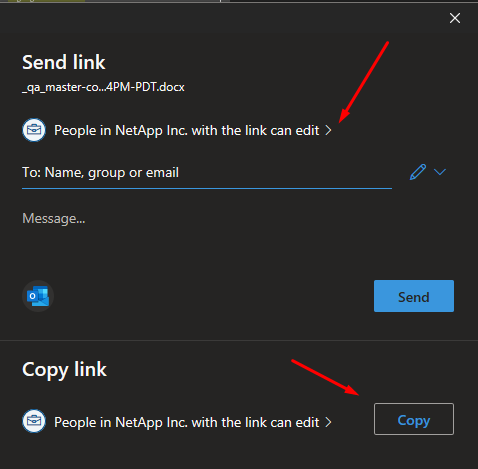 Send link
_qa_master-co...4PM-PDT.docx
People in NetApp Inc. with the link can edit >
To: Name, group or email
Message...
Send
Copy link
People in NetApp Inc. with the link can edit >
Copy